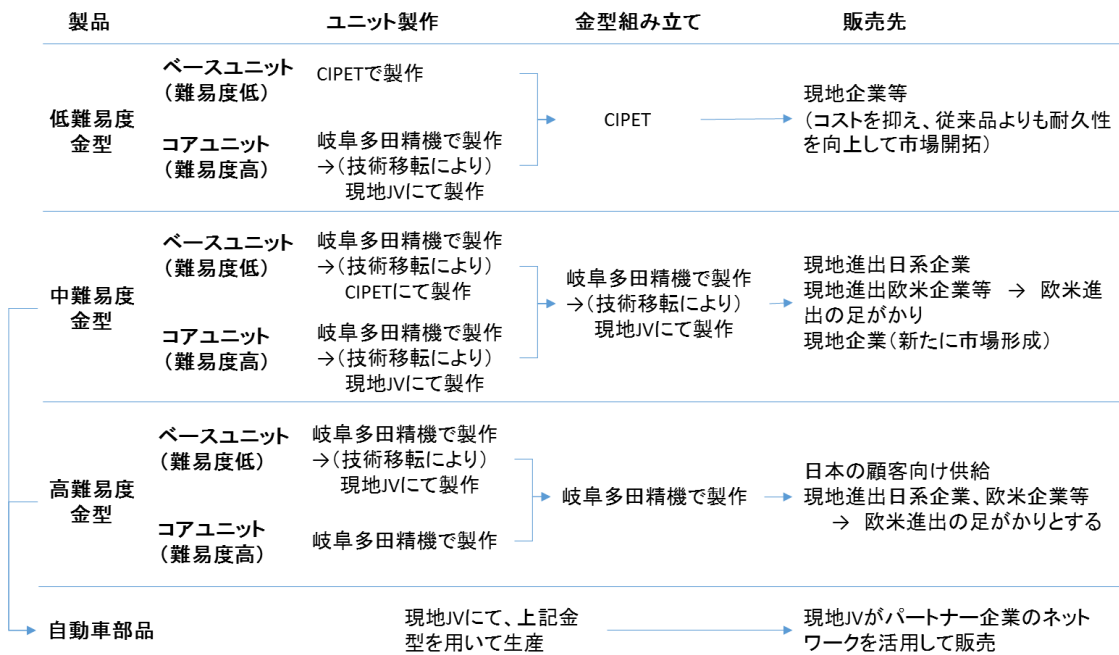 製品
ユニット製作
金型組み立て
販売先
低難易度
金型
ベースユニット
(難易度低)
CIPETで製作
コアユニット
(難易度高)
岐阜多田精機で製作
→(技術移転により)
現地JVにて製作
CIPET
現地企業等
(コストを抑え、従来品よりも耐久性
を向上して市場開拓)
中難易度
金型
ベースユニット
(難易度低)
岐阜多田精機で製作
→(技術移転により)
CIPETにて製作
コアユニット
(難易度高)
岐阜多田精機で製作
→(技術移転により)
現地JVにて製作
岐阜多田精機で製作
→(技術移転により)
現地JVにて製作
現地進出日系企業
現地進出欧米企業等 → 欧米進
出の足がかり
現地企業(新たに市場形成)
高難易度
金型
ベースユニット
(難易度低)
岐阜多田精機で製作
→(技術移転により)
現地JVにて製作
コアユニット
(難易度高)
岐阜多田精機で製作
岐阜多田精機で製作
日本の顧客向け供給
現地進出日系企業、欧米企業等
→ 欧米進出の足がかりとする
自動車部品
現地JVにて、上記金
型を用いて生産
現地JVがパートナー企業のネット
ワークを活用して販売